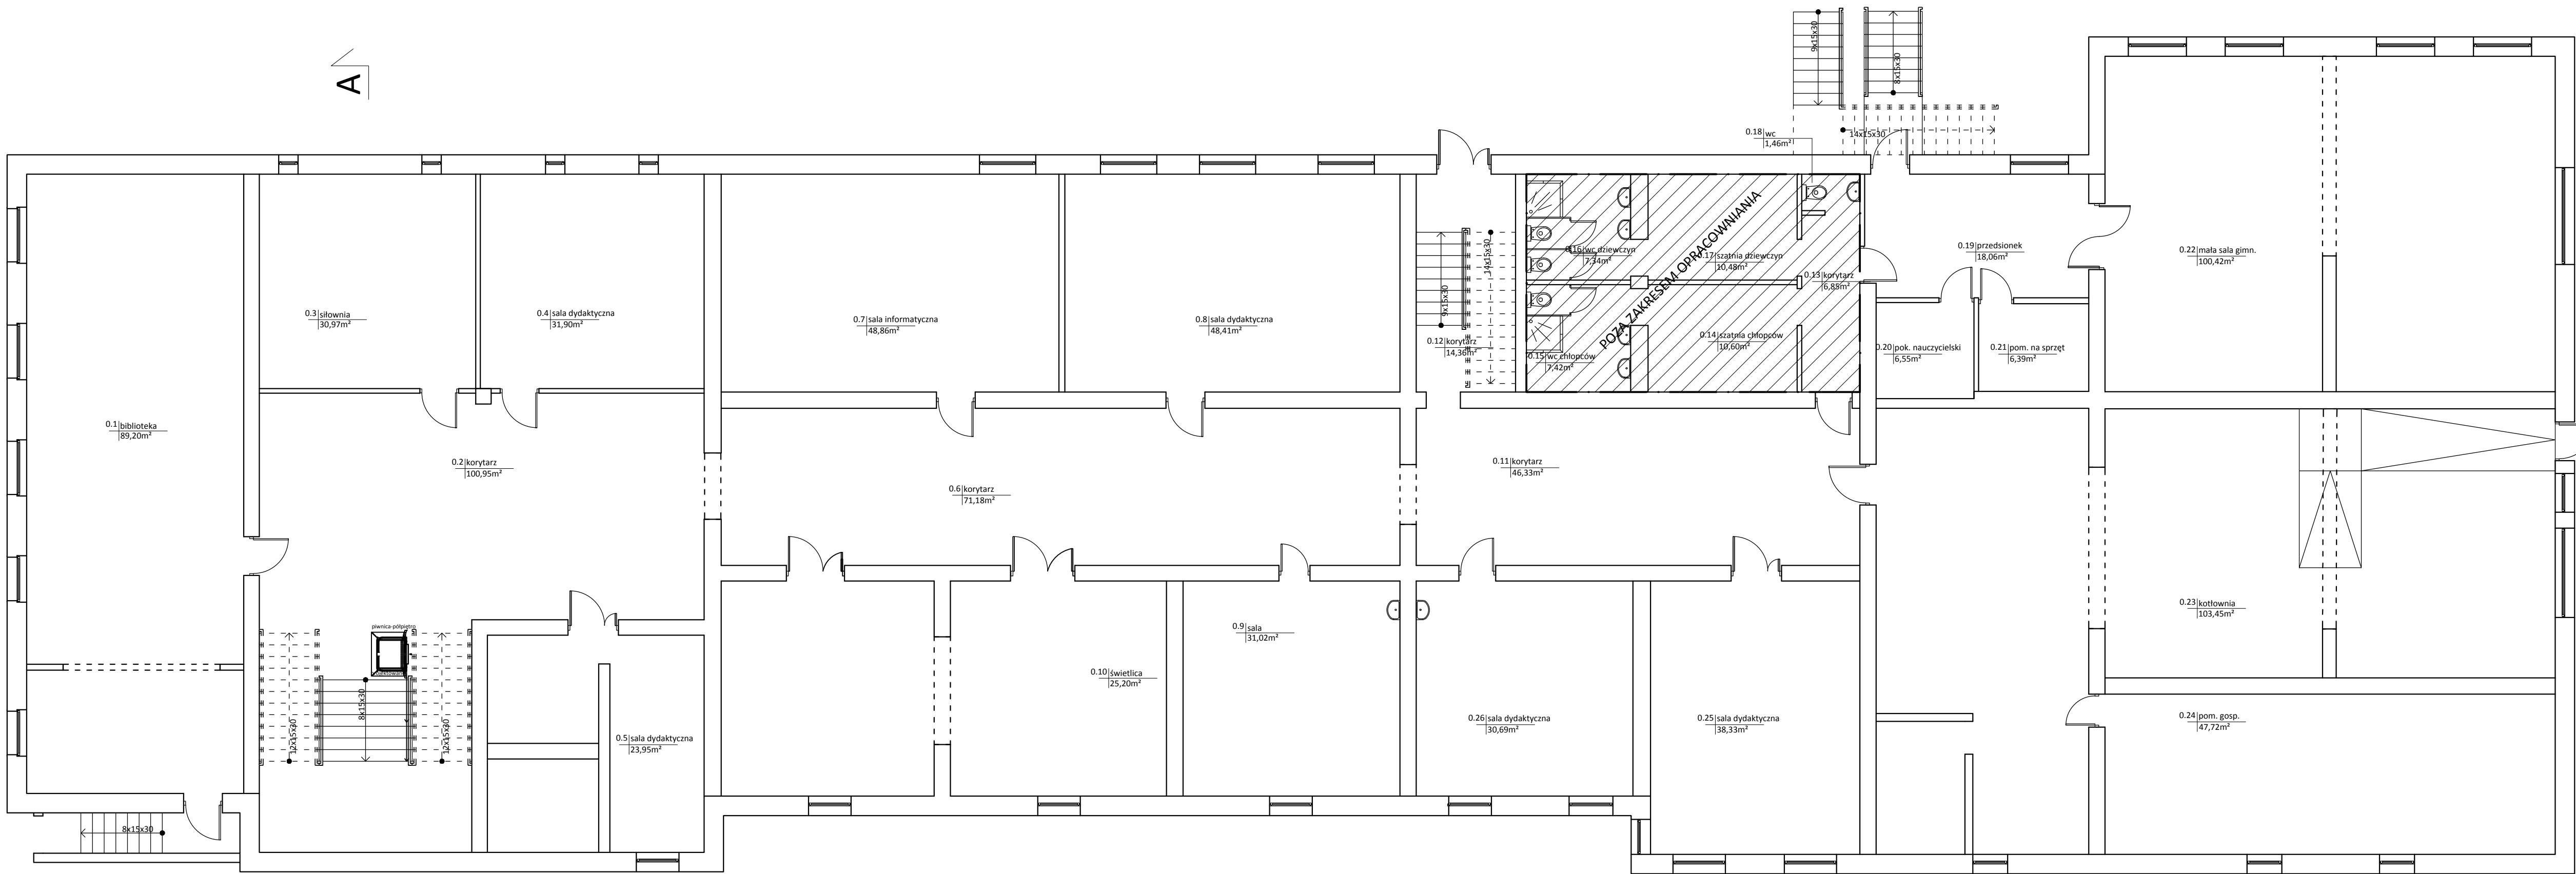 A
9x15x30
8x15x30
14x15x30
0.18 wc
1,46m²
0.1 biblioteka
89,20m²
0.2 korytarz
100,95m²
0.3 siłownia
30,97m²
0.4 sala dydaktyczna
31,90m²
0.5 sala dydaktyczna
23,95m²
0.6 korytarz
71,18m²
0.7 sala informatyczna
48,86m²
0.8 sala dydaktyczna
48,41m²
0.9 sala
31,02m²
0.10 świetlica
25,20m²
0.11 korytarz
46,33m²
0.12 korytarz
14,36m²
9x15x30
14x15x30
POZA ZAKRESEM OPRACOWNIANIA
0.16 wc dziewczyn
7,34m²
0.17 szatnia dziewczyn
10,48m²
0.13 korytarz
6,85m²
0.14 szatnia chłopców
10,60m²
0.15 wc chłopców
7,42m²
0.19 przedsionek
18,06m²
0.20 pok. nauczycielski
6,55m²
0.21 pom. na sprzęt
6,39m²
0.22 mała sala gimn.
100,42m²
0.23 kotłownia
103,45m²
0.24 pom. gosp.
47,72m²
0.25 sala dydaktyczna
38,33m²
0.26 sala dydaktyczna
30,69m²
piwnica-półpiętro
12x15x30
8x15x30
12x15x30
8x15x30